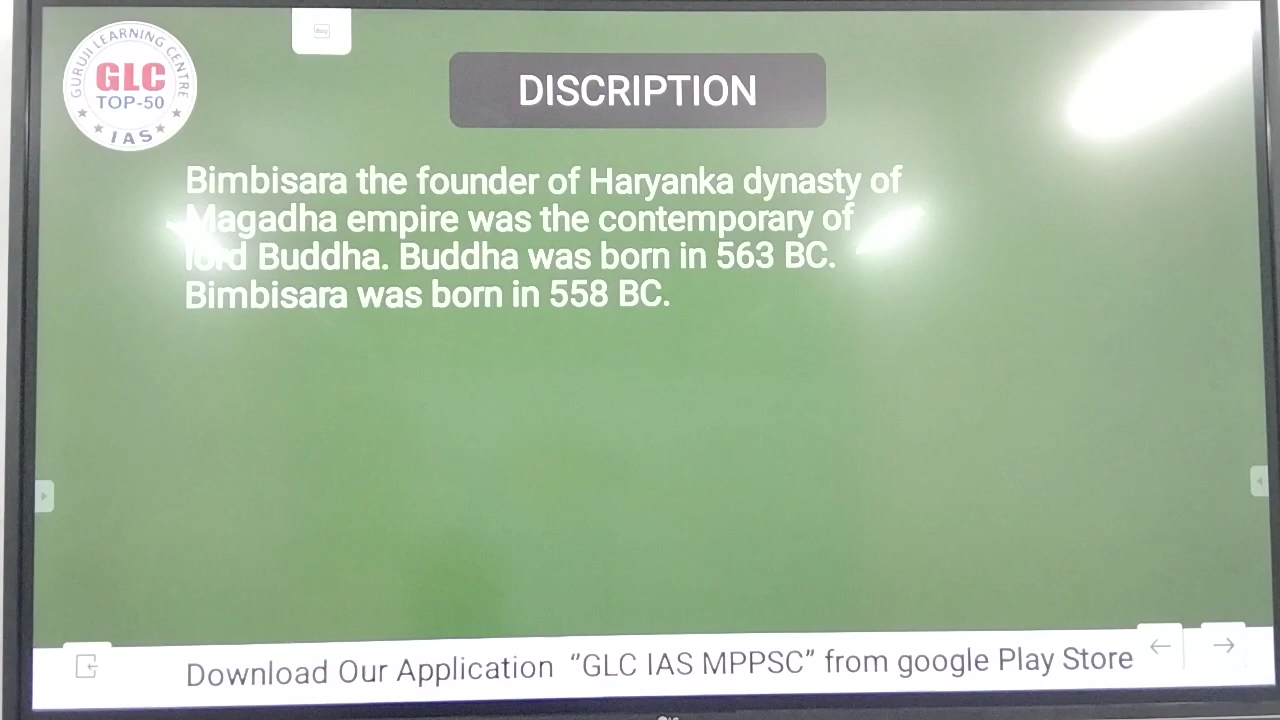 GURUJI LEARNING CENTRE
GLC
TOP-50
IAS
DISCRIPTION
Bimbisara the founder of Haryanka dynasty of
Magadha empire was the contemporary of
lord Buddha. Buddha was born in 563 BC.
Bimbisara was born in 558 BC.
Download Our Application “GLC IAS MPPSC” from google Play Store